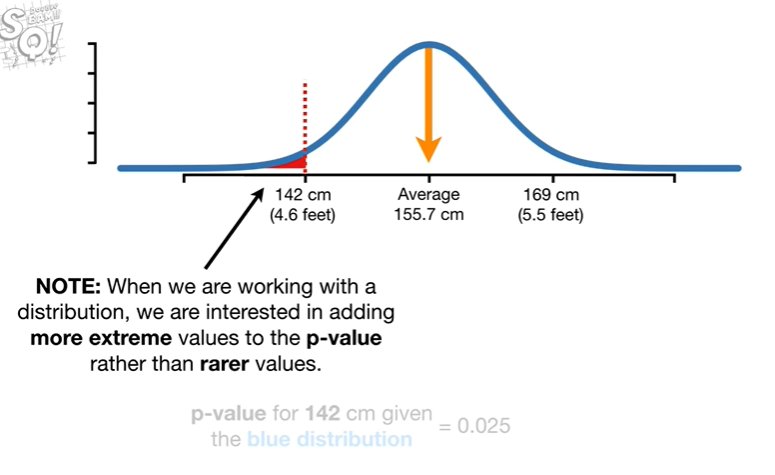 SQ!
142 cm
(4.6 feet)
Average
155.7 cm
169 cm
(5.5 feet)
NOTE: When we are working with a
distribution, we are interested in adding
more extreme values to the p-value
rather than rarer values.
p-value for 142 cm given
the blue distribution
= 0.025